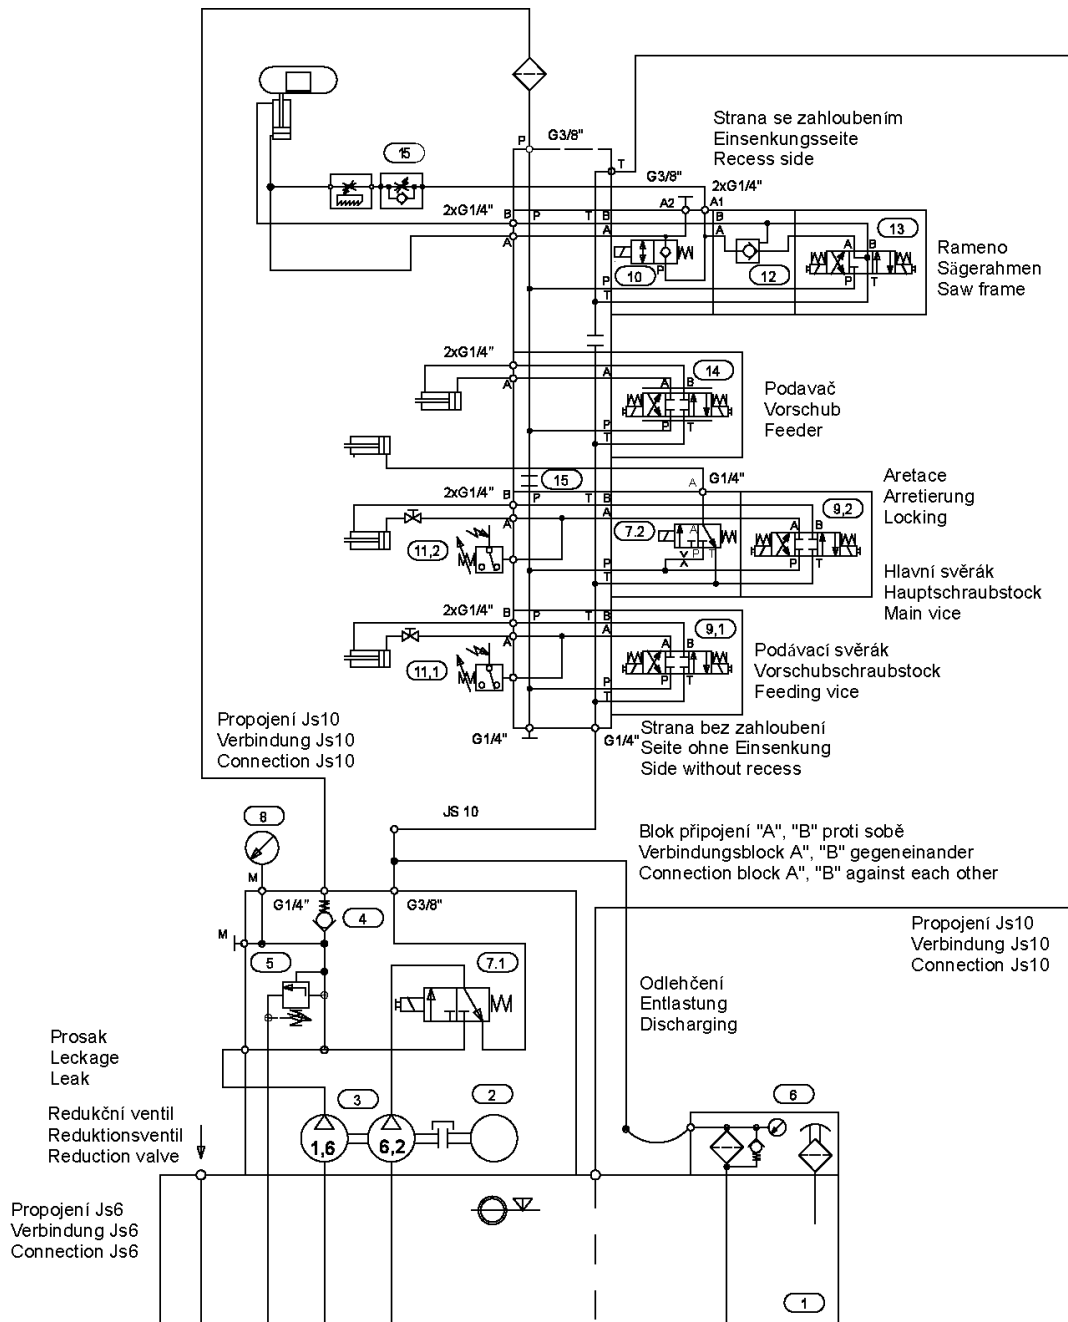 P
G3/8"
T
Strana se zahloubením
Einsenkungsseite
Recess side
15
G3/8"
2xG1/4"
2xG1/4"
B
P
T
B
A2
A1
B
A
A
A
P
10
12
A
B
13
P
T
P
T
Rameno
Sägerahmen
Saw frame
2xG1/4"
A
A
A
B
14
P
T
P
T
Podavač
Vorschub
Feeder
15
A
G1/4"
2xG1/4"
B
P
T
B
A
A
11,2
7.2
A
P
T
A
B
9,2
P
T
P
T
Aretace
Arretierung
Locking
Hlavní svěrák
Hauptschraubstock
Main vice
2xG1/4"
B
P
T
B
A
A
11,1
A
B
9,1
P
T
P
T
Podávací svěrák
Vorschubschraubstock
Feeding vice
G1/4"
G1/4"
Strana bez zahloubení
Seite ohne Einsenkung
Side without recess
Propojení Js10
Verbindung Js10
Connection Js10
8
JS 10
Blok připojení "A", "B" proti sobě
Verbindungsblock A", "B" gegeneinander
Connection block A", "B" against each other
M
G1/4"
4
G3/8"
M
5
7.1
Propojení Js10
Verbindung Js10
Connection Js10
Odlehčení
Entlastung
Discharging
Prosak
Leckage
Leak
Redukční ventil
Reduktionsventil
Reduction valve
3
2
1,6
6,2
6
Propojení Js6
Verbindung Js6
Connection Js6
1